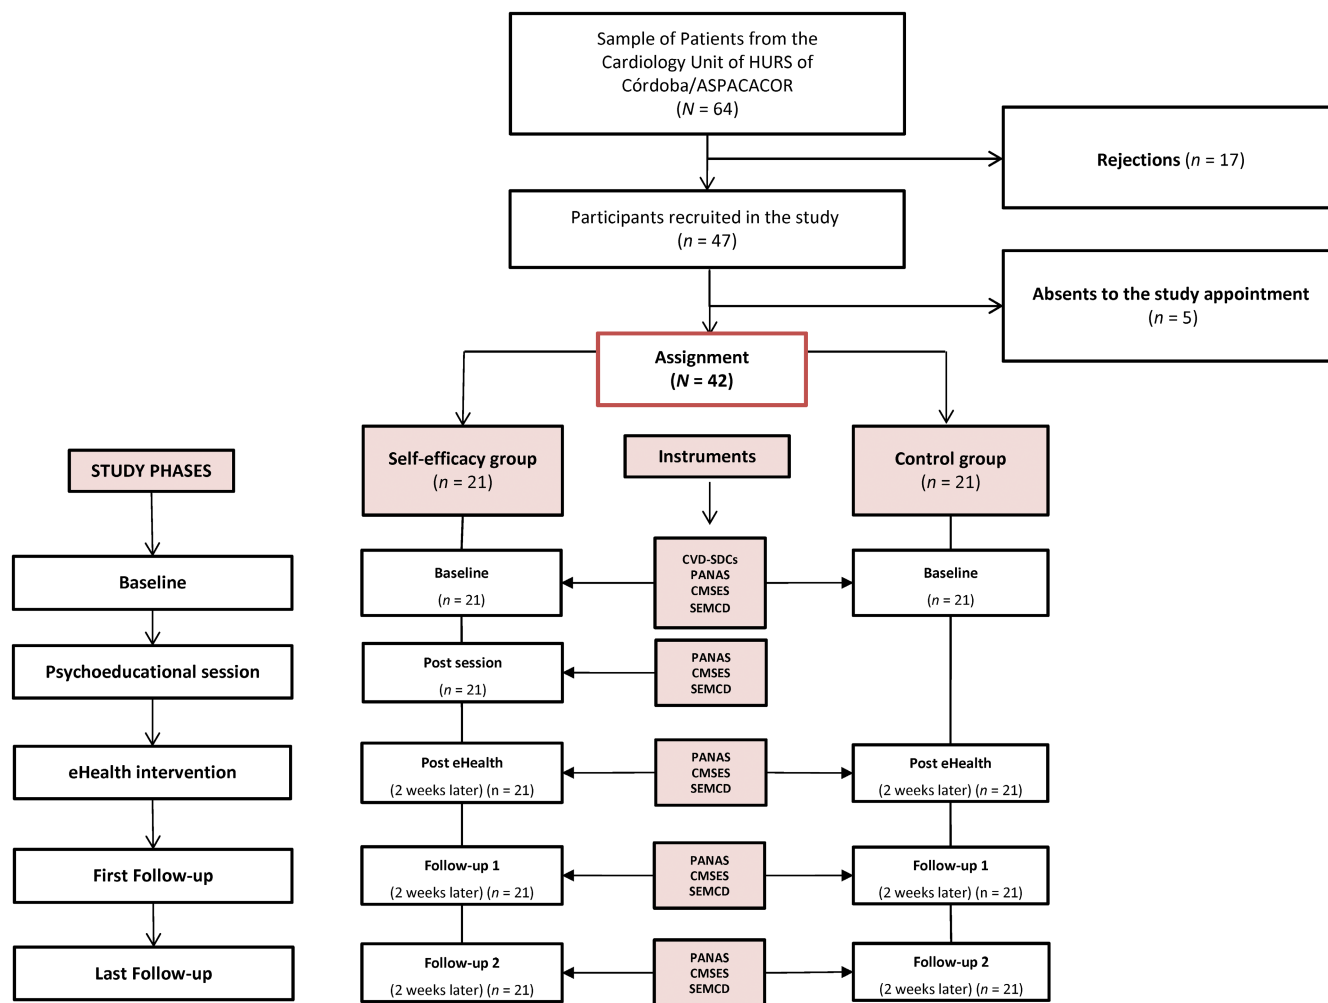 Sample of Patients from the
Cardiology Unit of HURS of
Córdoba/ASPACACOR
(N = 64)
Rejections (n = 17)
Participants recruited in the study
(n = 47)
Absents to the study appointment
(n = 5)
Assignment
(N = 42)
STUDY PHASES
Self-efficacy group
(n = 21)
Instruments
Control group
(n = 21)
Baseline
Baseline
(n = 21)
CVD-SDCs
PANAS
CMSES
SEMCD
Baseline
(n = 21)
Psychoeducational session
Post session
(n = 21)
PANAS
CMSES
SEMCD
eHealth intervention
Post eHealth
(2 weeks later) (n = 21)
PANAS
CMSES
SEMCD
Post eHealth
(2 weeks later) (n = 21)
First Follow-up
Follow-up 1
(2 weeks later) (n = 21)
PANAS
CMSES
SEMCD
Follow-up 1
(2 weeks later) (n = 21)
Last Follow-up
Follow-up 2
(2 weeks later) (n = 21)
PANAS
CMSES
SEMCD
Follow-up 2
(2 weeks later) (n = 21)